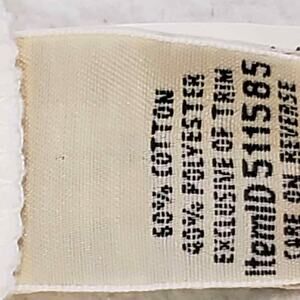 60% COTTON
40% POLYESTER
EXCLUSIVE OF TRIM
ItemID 511585
CARE ON REVERSE